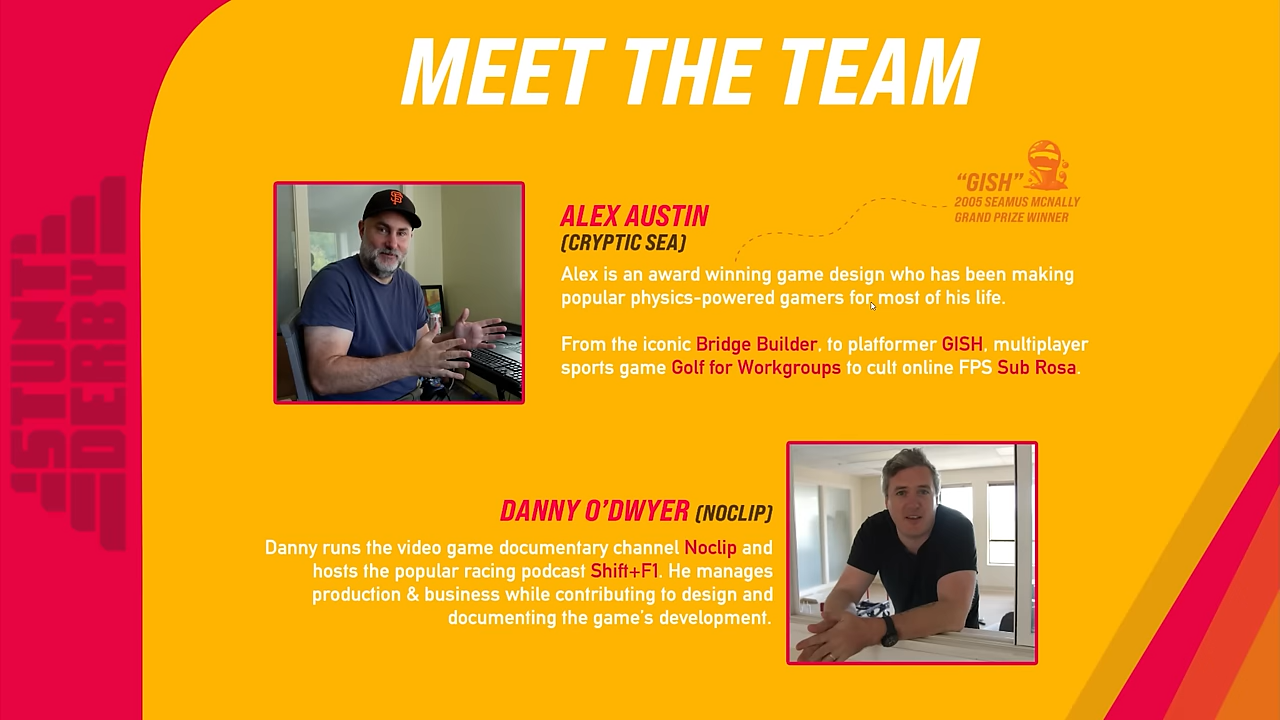 MEET THE TEAM
STUNT
DERBY
"GISH"
2005 SEAMUS MCNALLY
GRAND PRIZE WINNER
ALEX AUSTIN
(CRYPTIC SEA)
Alex is an award winning game design who has been making
popular physics-powered gamers for most of his life.
From the iconic Bridge Builder, to platformer GISH, multiplayer
sports game Golf for Workgroups to cult online FPS Sub Rosa.
DANNY O'DWYER (NOCLIP)
Danny runs the video game documentary channel Noclip and
hosts the popular racing podcast Shift+F1. He manages
production & business while contributing to design and
documenting the game's development.